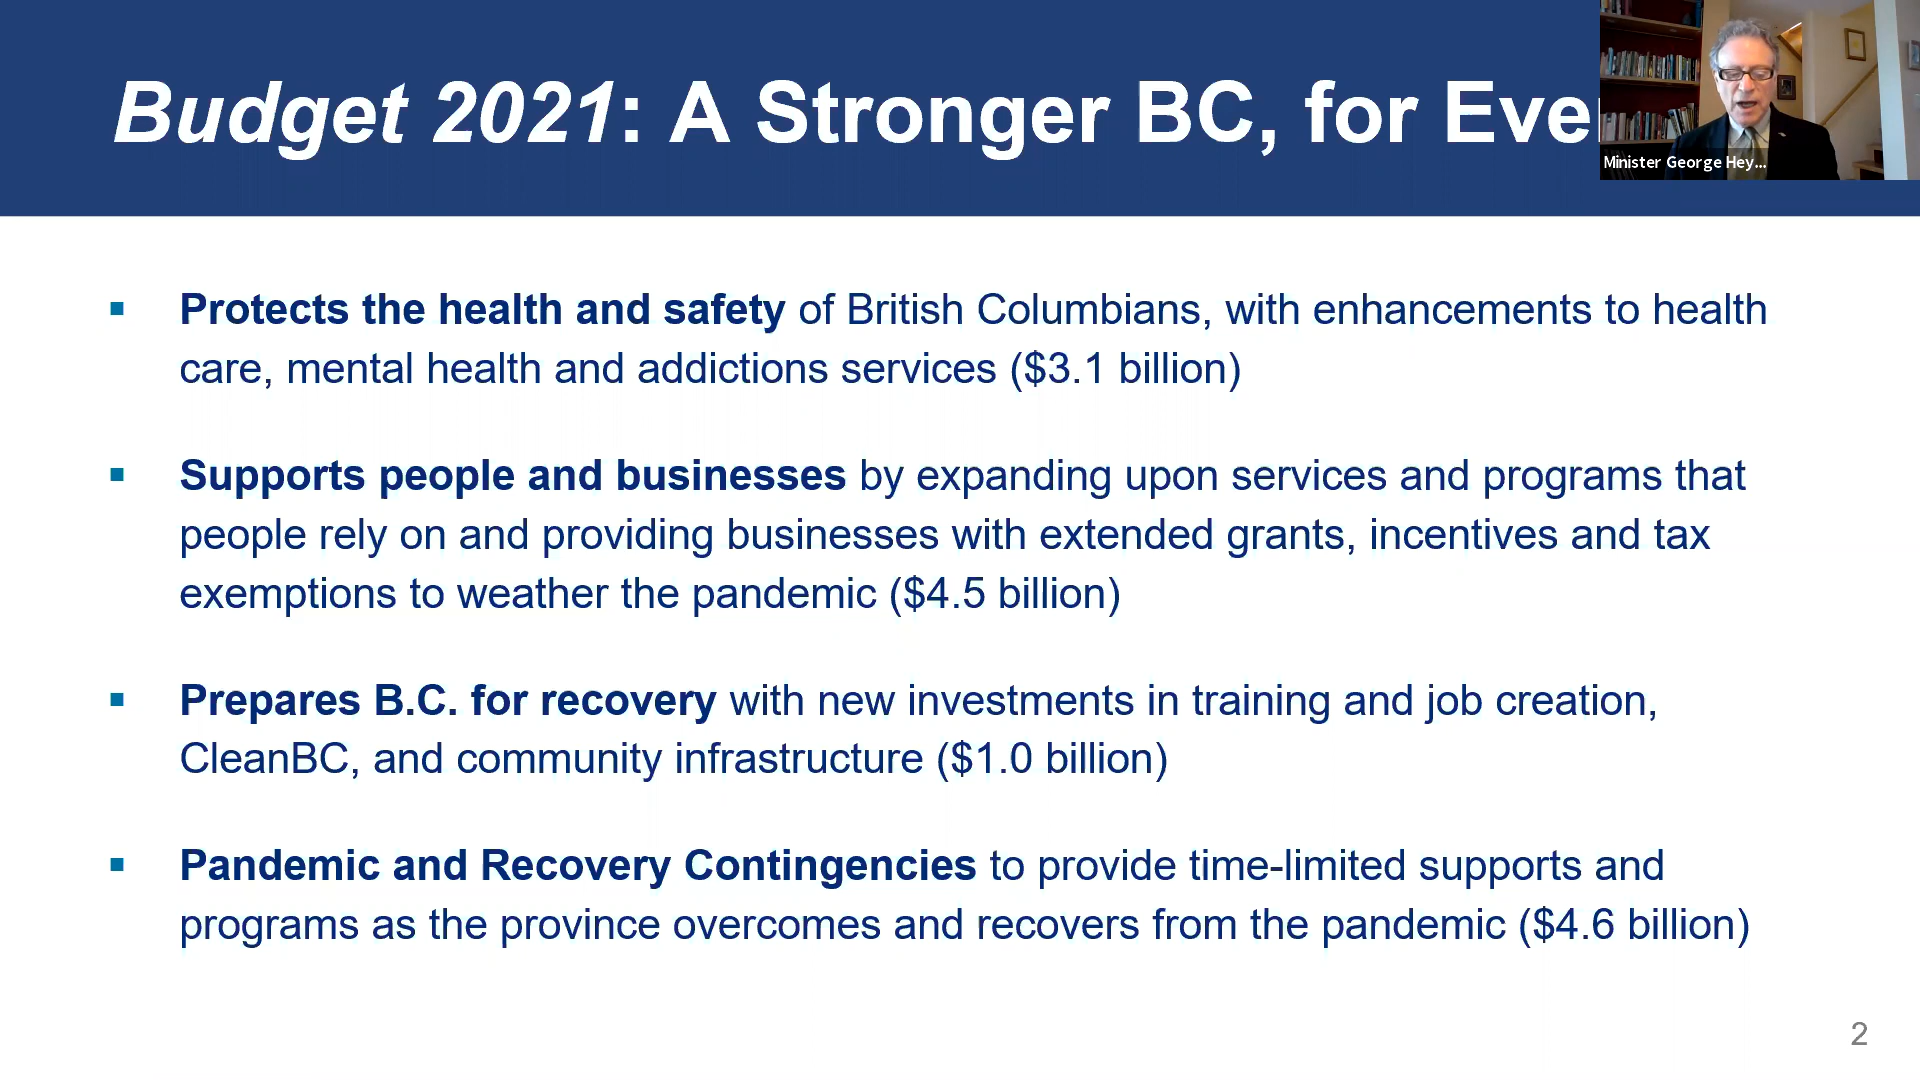 Budget 2021: A Stronger BC, for Eve
Minister George Hey...
▪ Protects the health and safety of British Columbians, with enhancements to health
care, mental health and addictions services ($3.1 billion)
▪ Supports people and businesses by expanding upon services and programs that
people rely on and providing businesses with extended grants, incentives and tax
exemptions to weather the pandemic ($4.5 billion)
▪ Prepares B.C. for recovery with new investments in training and job creation,
CleanBC, and community infrastructure ($1.0 billion)
▪ Pandemic and Recovery Contingencies to provide time-limited supports and
programs as the province overcomes and recovers from the pandemic ($4.6 billion)
2